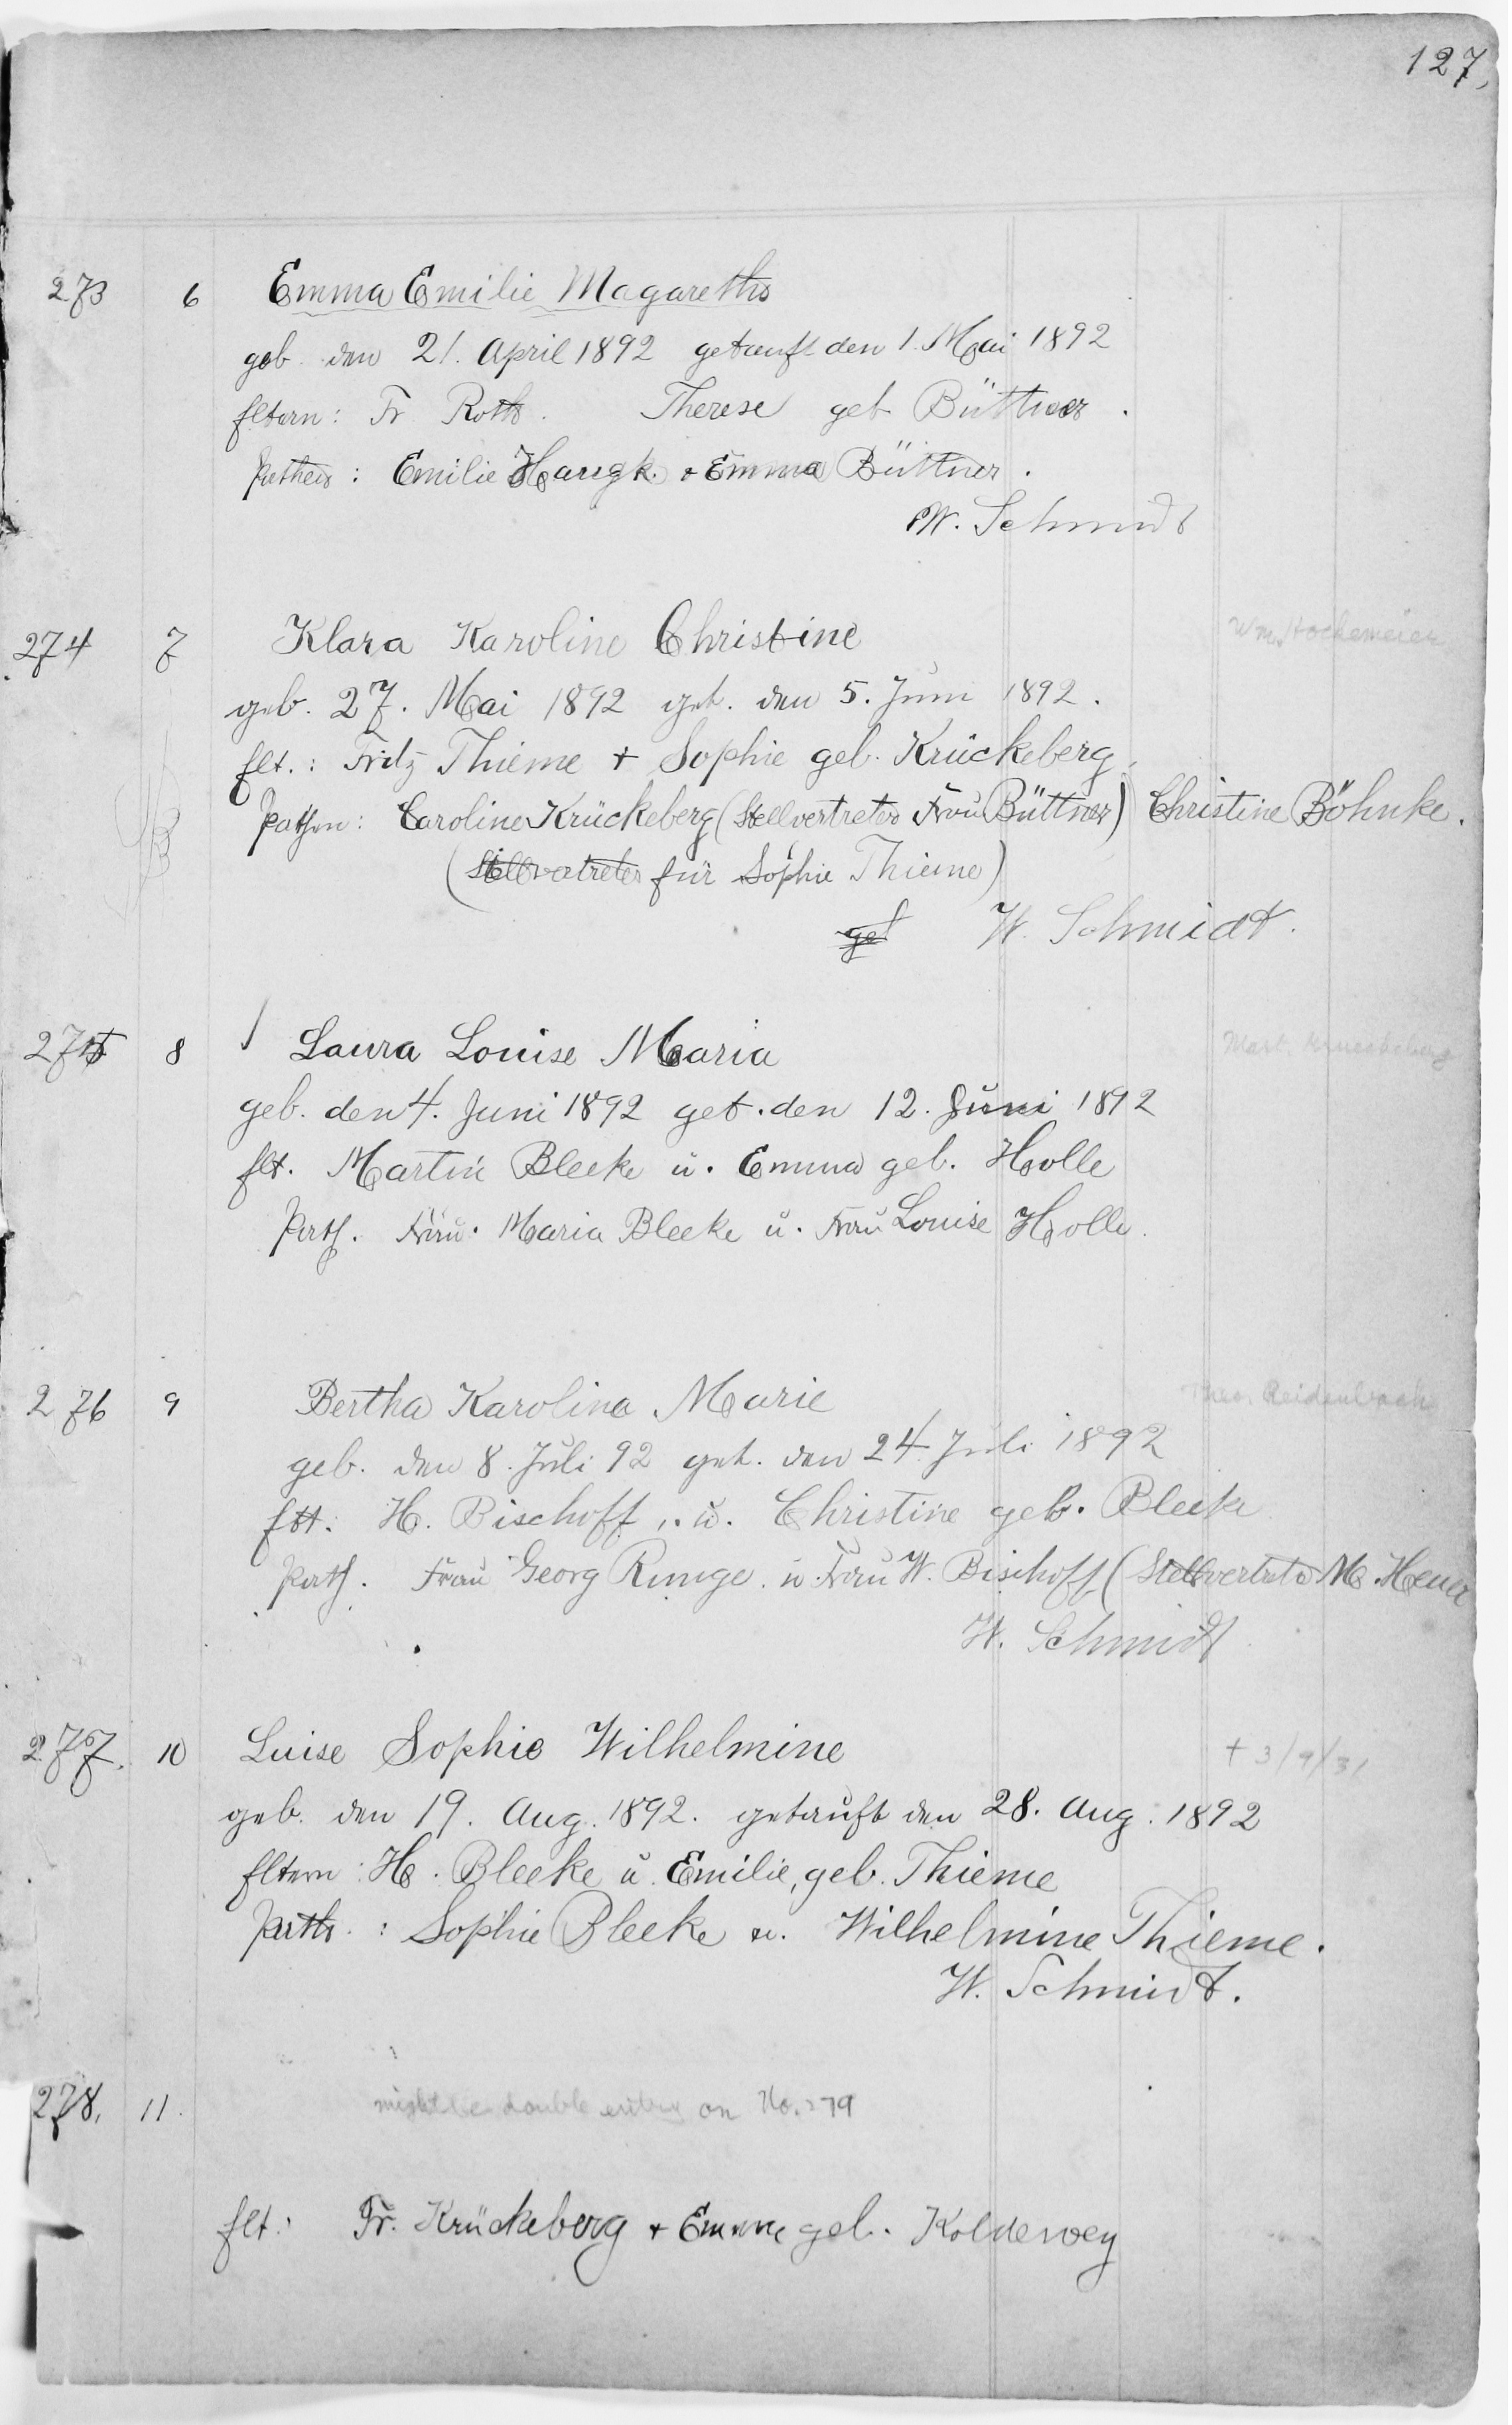 127,
273 6 Emma Emilie Magarethe
geb. den 21. April 1892 getauft den 1. Mai 1892
Eltern: Fr Roth. Therese geb Büttner.
Pathen: Emilie Hangk. + Emma Büttner.
W. Schmidt
274 7 Klara Karoline Christine Wm. Hockemeier
geb. 27. Mai 1892 get. den 5. Juni 1892.
Elt.: Fritz Thieme + Sophie geb. Krückeberg.
Pathen: Caroline Krückeberg (Stellvertreter Frau Büttner) Christine Böhnke.
(Stellvertreter für Sophie Thieme)
get W. Schmidt.
275 8 Laura Louise Maria Mart. Krueckeberg
geb. den 4. Juni 1892 get. den 12. Juni 1892
Elt. Martin Bleeke u. Emma geb. Holle
Path. Frau. Maria Bleeke u. Frau Louise Holle.
276 9 Bertha Karolina Marie Theo. Reidenbach
geb. den 8. Juli 92 get. den 24. Juli 1892
Elt. H. Bischoff, u. Christine geb. Bleeke
Path. Frau Georg Runge. u. Frau W. Bischoff (Stellvertreter M. Heuer
W. Schmidt
277. 10 Luise Sophie Wilhelmine + 3/9/31
geb. den 19. Aug. 1892. getauft den 28. Aug. 1892
Eltern: H. Bleeke u. Emilie, geb. Thieme
Path.: Sophie Bleeke u. Wilhelmine Thieme.
W. Schmidt.
278. 11. might be double entry on No. 279
Elt: Fr. Krückeberg + Emma geb. Koldewey